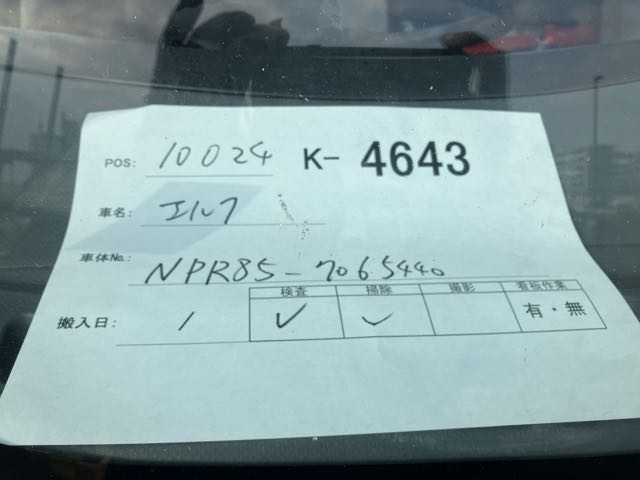 POS: 10024 K- 4643
車名: エルフ
車体No.: NPR85-7065440
検査 掃除 撮影 看板作業
搬入日: / ✓ ✓ 有・無